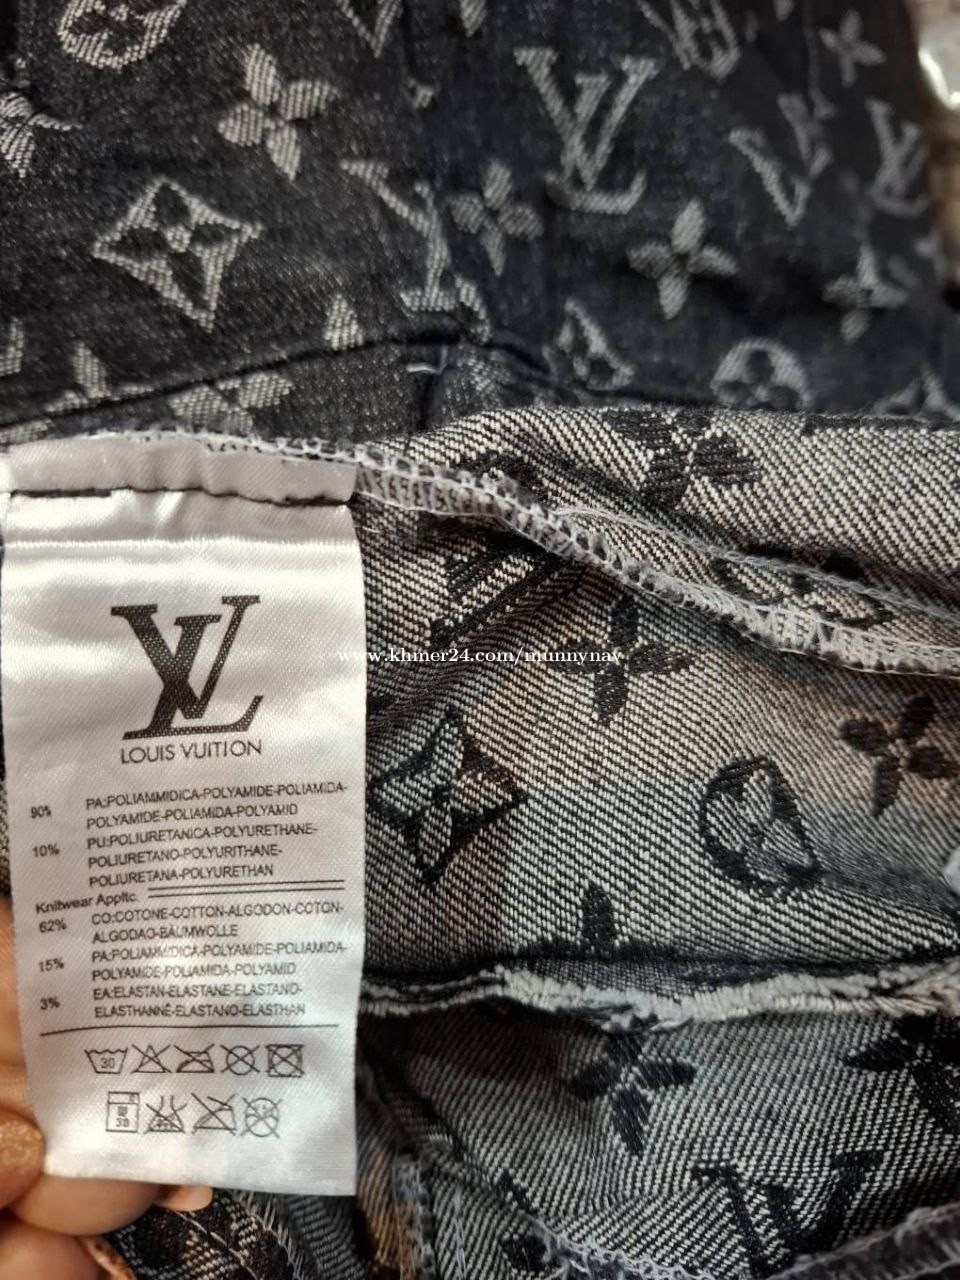 www.khmer24.com/munnynav
LV
LOUIS VUITION
90% PA:POLIAMMIDICA-POLYAMIDE-POLIAMIDA-
POLYAMIDE-POLIAMIDA-POLYAMID
10% PU:POLIURETANICA-POLYURETHANE-
POLIURETANO-POLYURITHANE-
POLIURETANA-POLYURETHAN
Knitwear Appltc.
62% CO:COTONE-COTTON-ALGODON-COTON-
ALGODAO-BAUMWOLLE
15% PA:POLIAMMIDICA-POLYAMIDE-POLIAMIDA-
POLYAMIDE-POLIAMIDA-POLYAMID
3% EA:ELASTAN-ELASTANE-ELASTANO-
ELASTHANNE-ELASTANO-ELASTHAN
30